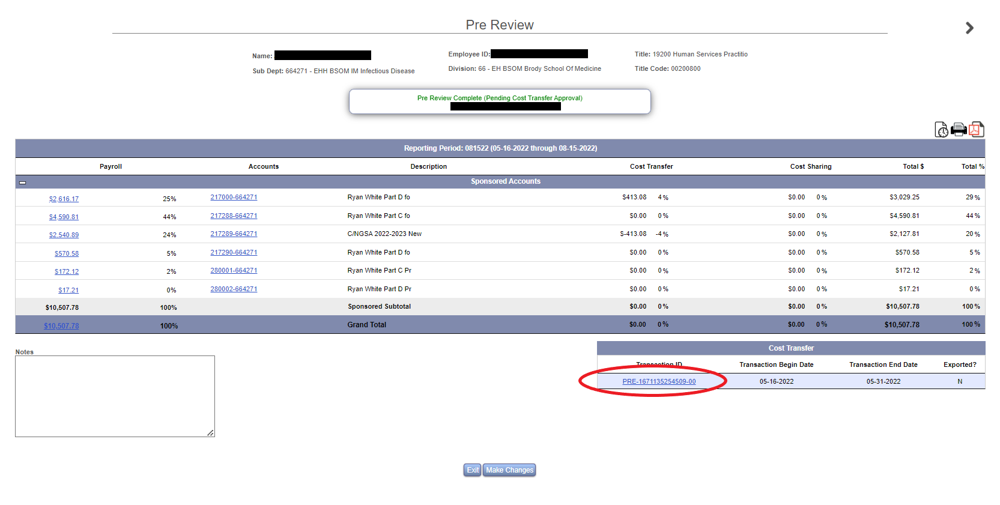 Pre Review
Name:
Employee ID:
Title: 19200 Human Services Practitio
Sub Dept: 664271 - EHH BSOM IM Infectious Disease
Division: 66 - EH BSOM Brody School Of Medicine
Title Code: 00200800
Pre Review Complete (Pending Cost Transfer Approval)
Reporting Period: 081522 (05-16-2022 through 08-15-2022)
Payroll Accounts Description Cost Transfer Cost Sharing Total $ Total %
Sponsored Accounts
$2,616.17 25% 217000-664271 Ryan White Part D fo $413.08 4 % $0.00 0 % $3,029.25 29 %
$4,590.81 44% 217288-664271 Ryan White Part C fo $0.00 0 % $0.00 0 % $4,590.81 44 %
$2,540.89 24% 217289-664271 C/NGSA 2022-2023 New $-413.08 -4 % $0.00 0 % $2,127.81 20 %
$570.58 5% 217290-664271 Ryan White Part D fo $0.00 0 % $0.00 0 % $570.58 5 %
$172.12 2% 280001-664271 Ryan White Part C Pr $0.00 0 % $0.00 0 % $172.12 2 %
$17.21 0% 280002-664271 Ryan White Part D Pr $0.00 0 % $0.00 0 % $17.21 0 %
$10,507.78 100% Sponsored Subtotal $0.00 0 % $0.00 0 % $10,507.78 100 %
$10,507.78 100% Grand Total $0.00 0 % $0.00 0 % $10,507.78 100 %
Notes
Cost Transfer
Transaction ID Transaction Begin Date Transaction End Date Exported?
PRE-1671135254509-00 05-16-2022 05-31-2022 N
Exit Make Changes